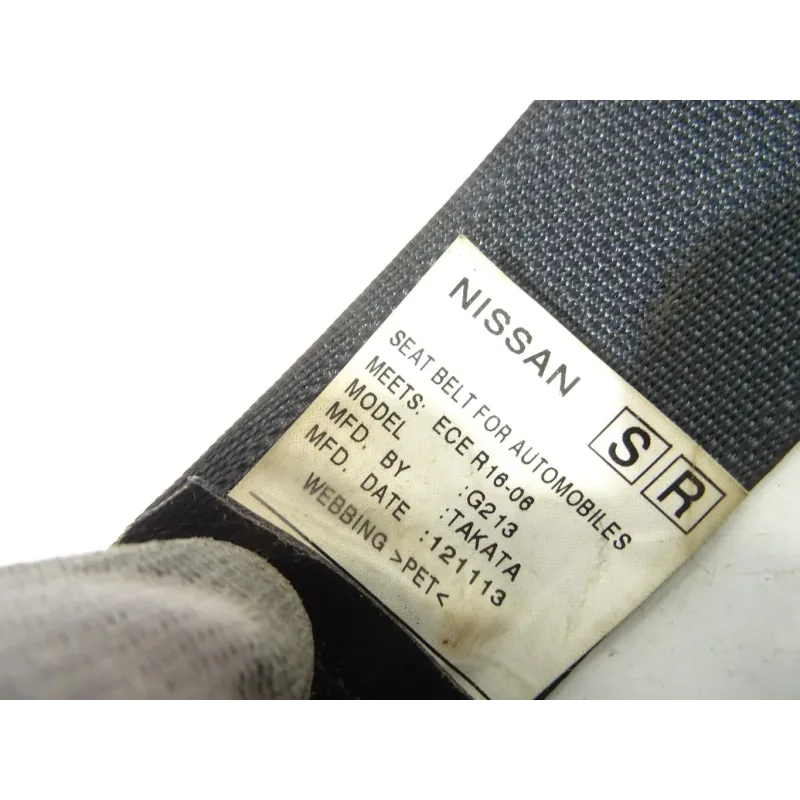 NISSAN
S R
SEAT BELT FOR AUTOMOBILES
MEETS: ECE R16-06
MODEL :G213
MFD. BY :TAKATA
MFD. DATE :121113
WEBBING >PET<